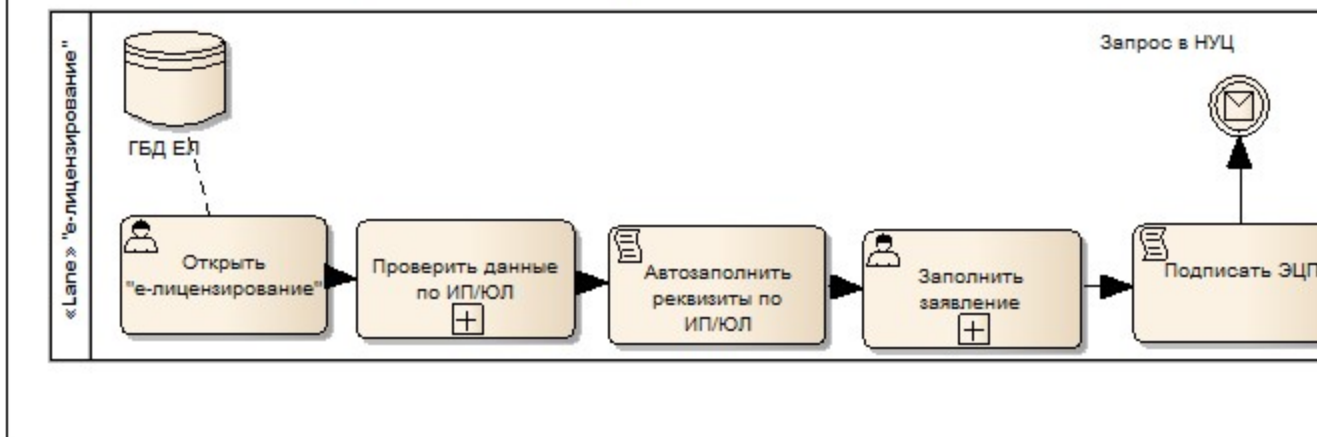 «Lane» "е-лицензирование"
ГБД ЕЛ
Запрос в НУЦ
Открыть
"е-лицензирование"
Проверить данные
по ИП/ЮЛ
Автозаполнить
реквизиты по
ИП/ЮЛ
Заполнить
заявление
Подписать ЭЦП